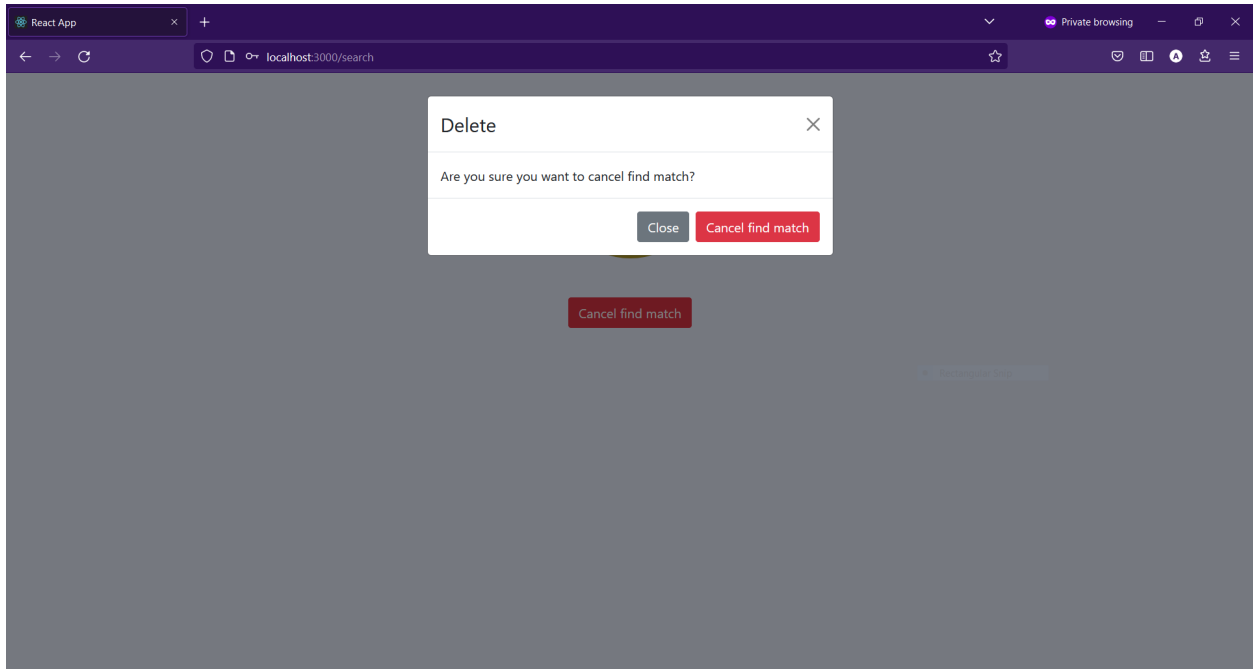 React App
Private browsing
localhost:3000/search
Delete
Are you sure you want to cancel find match?
Close
Cancel find match
Cancel find match